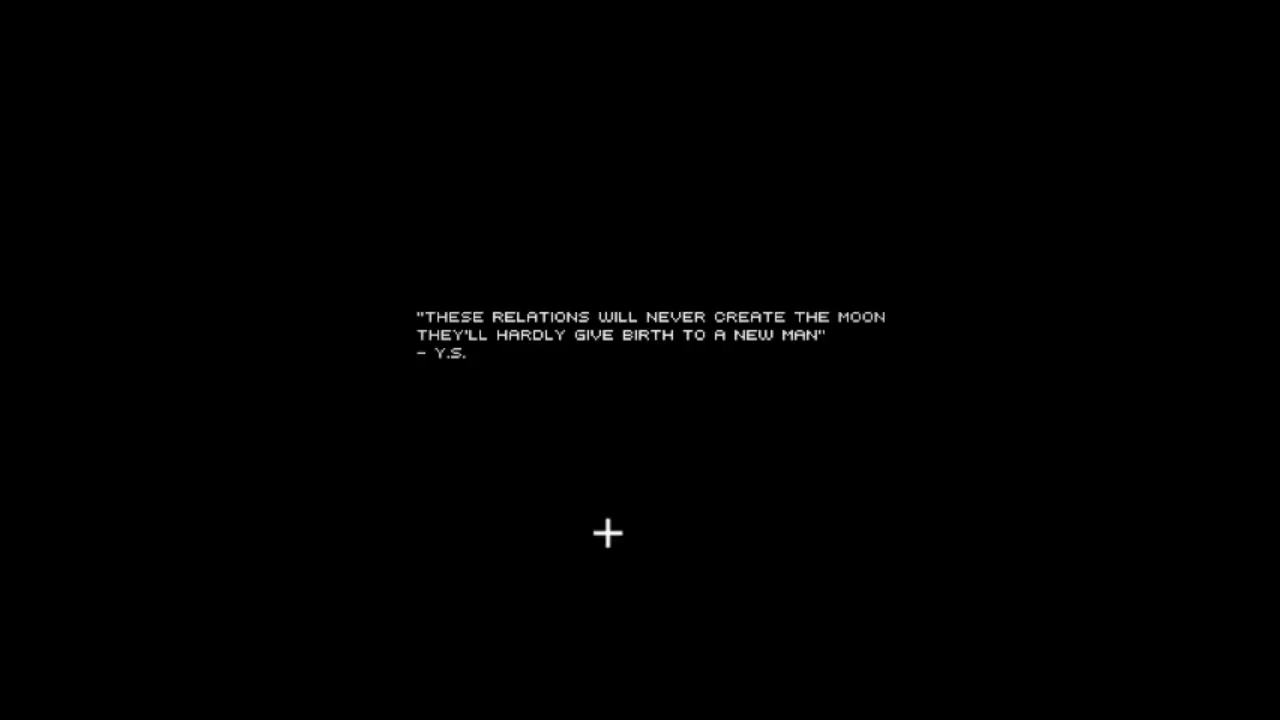 "THESE RELATIONS WILL NEVER CREATE THE MOON
THEY'LL HARDLY GIVE BIRTH TO A NEW MAN"
- Y.S.